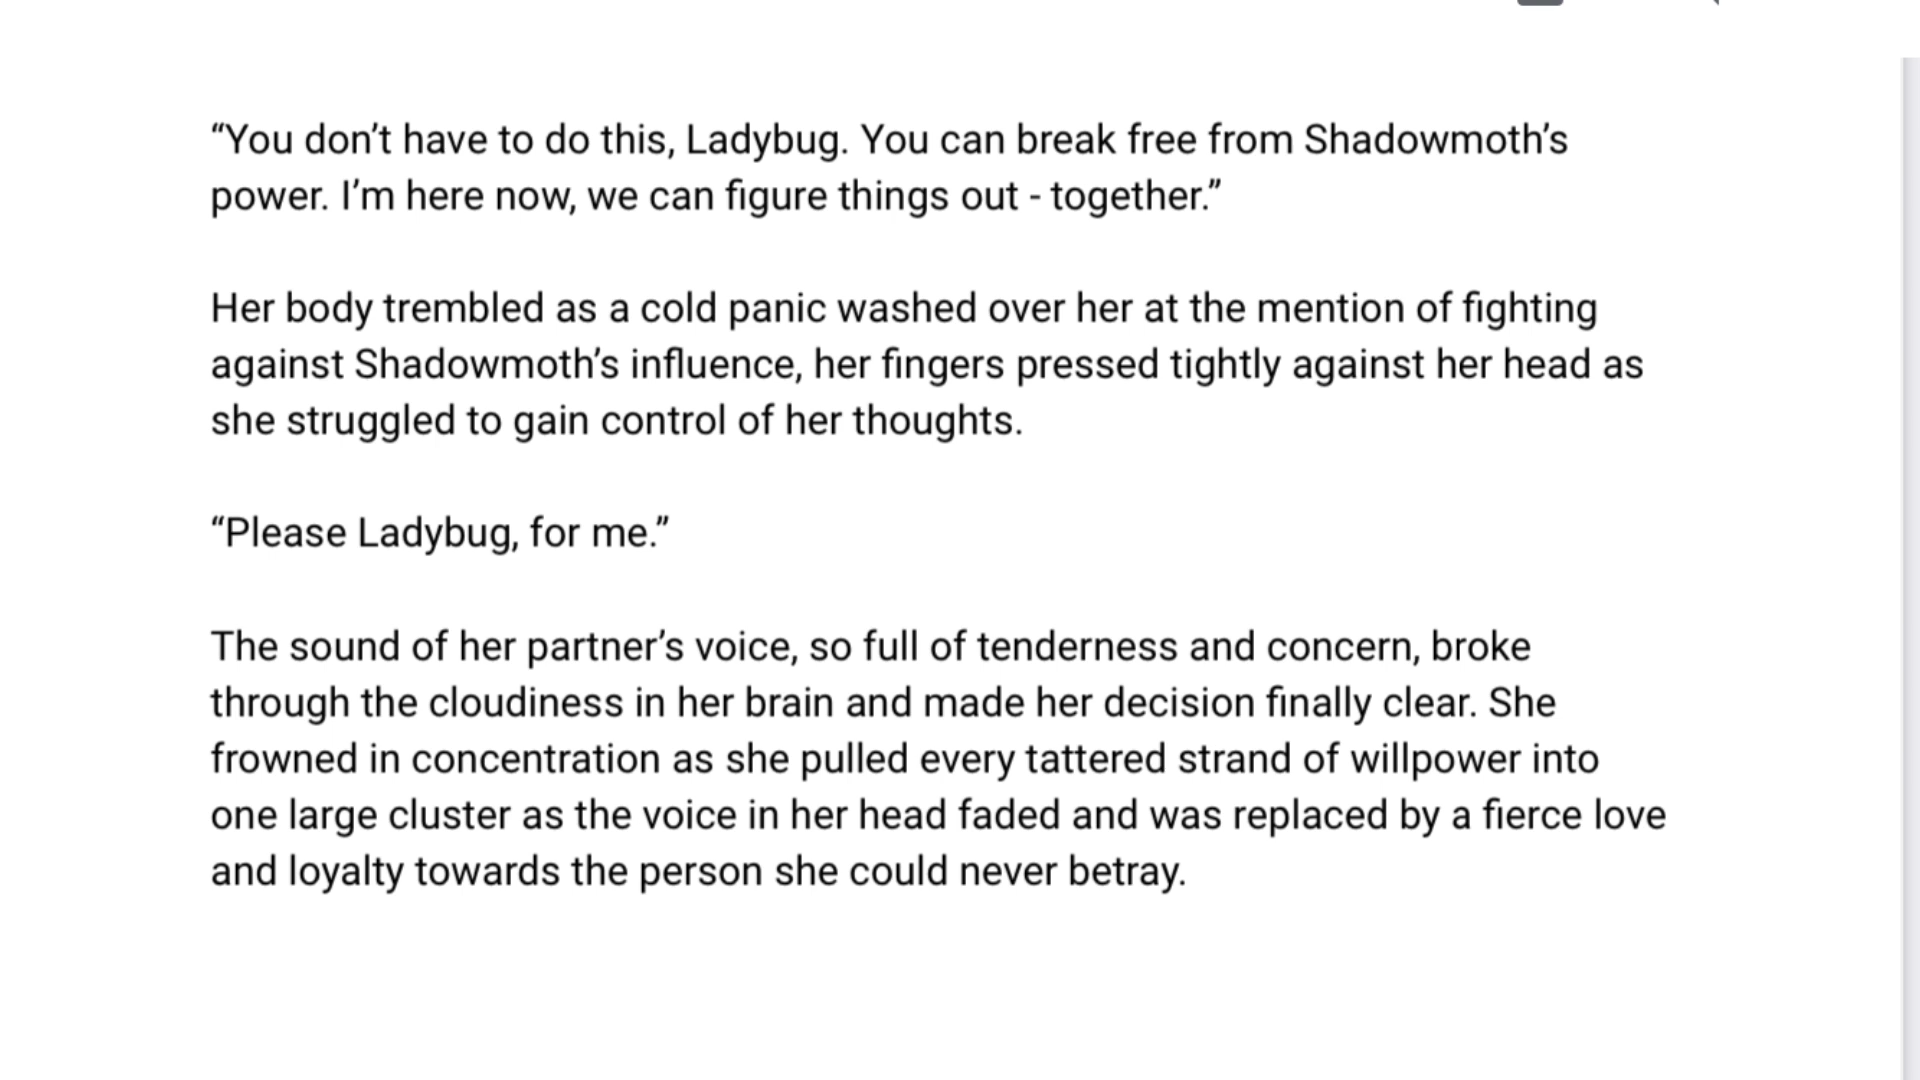 “You don’t have to do this, Ladybug. You can break free from Shadowmoth’s
power. I’m here now, we can figure things out - together.”
Her body trembled as a cold panic washed over her at the mention of fighting
against Shadowmoth’s influence, her fingers pressed tightly against her head as
she struggled to gain control of her thoughts.
“Please Ladybug, for me.”
The sound of her partner’s voice, so full of tenderness and concern, broke
through the cloudiness in her brain and made her decision finally clear. She
frowned in concentration as she pulled every tattered strand of willpower into
one large cluster as the voice in her head faded and was replaced by a fierce love
and loyalty towards the person she could never betray.